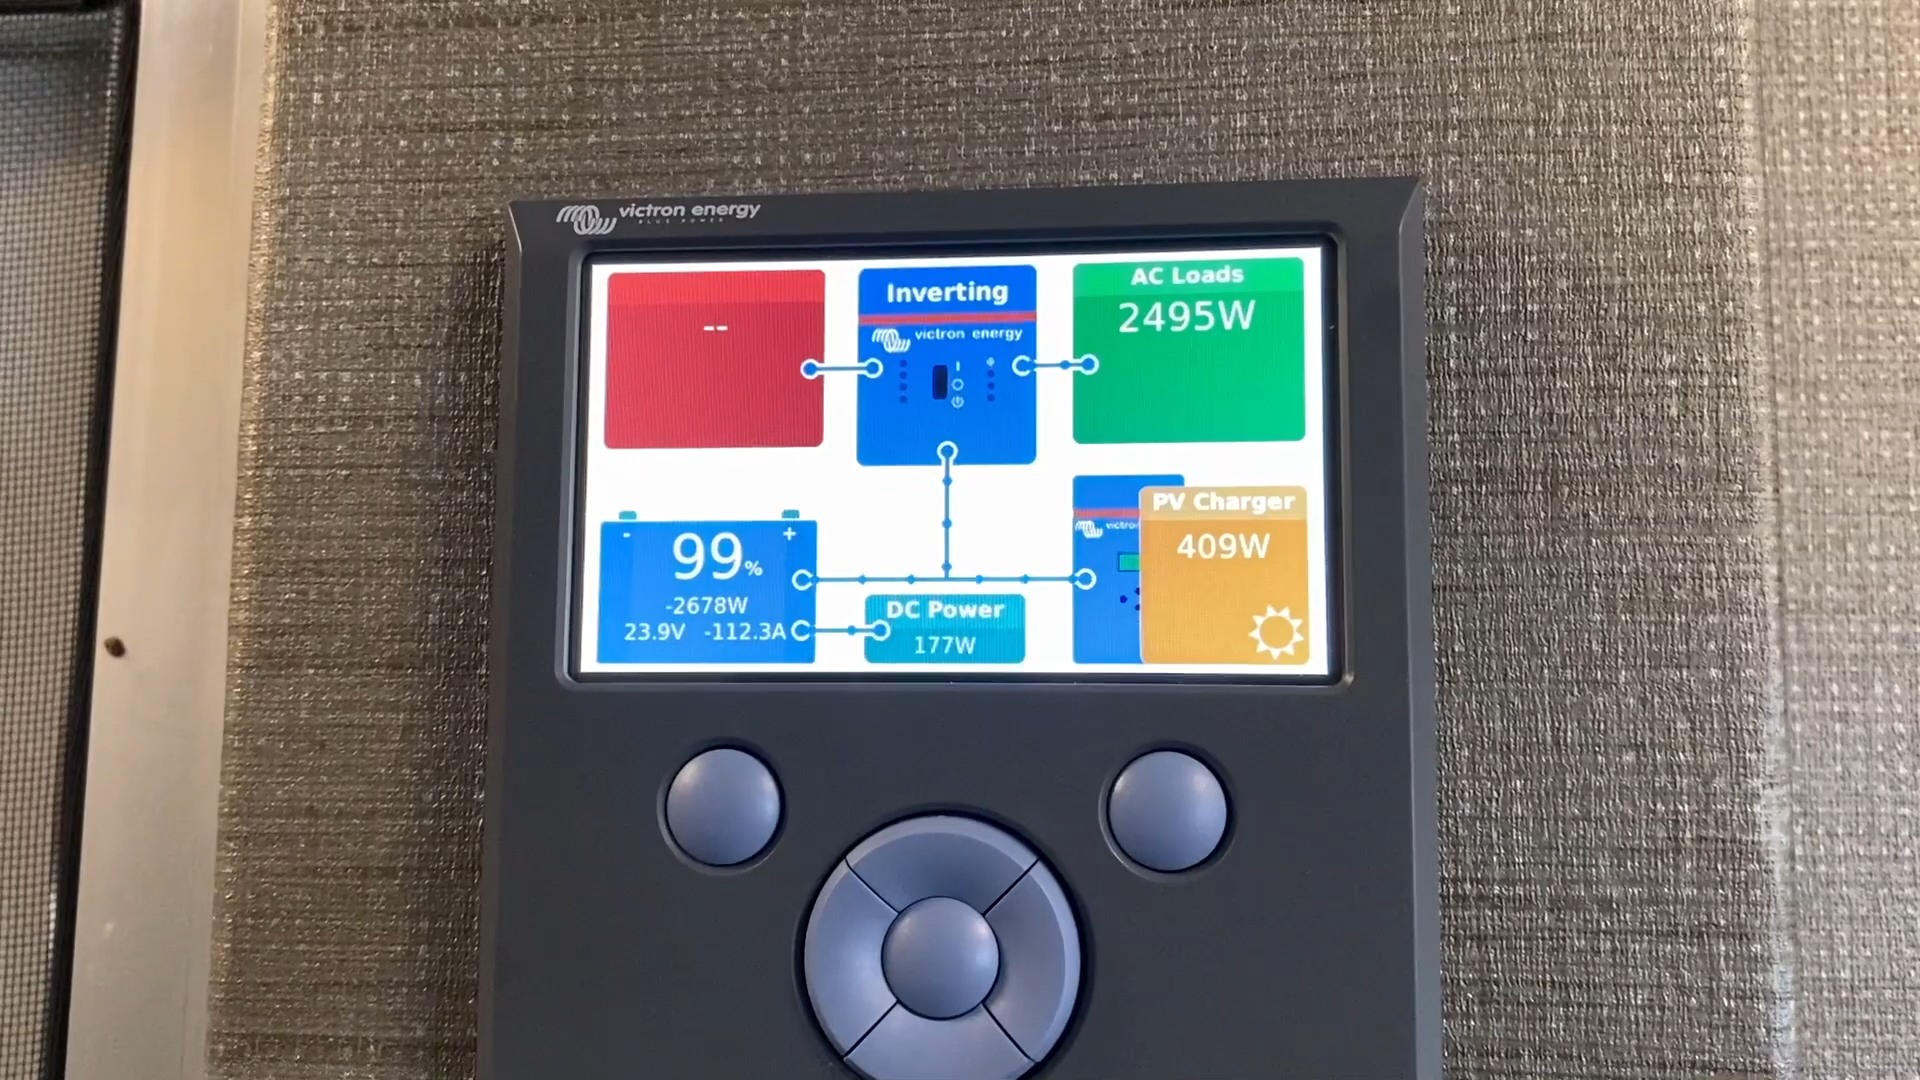 victron energy
BLUE POWER
--
Inverting
victron energy
AC Loads
2495W
- +
99%
-2678W
23.9V -112.3A
DC Power
177W
victro
PV Charger
409W